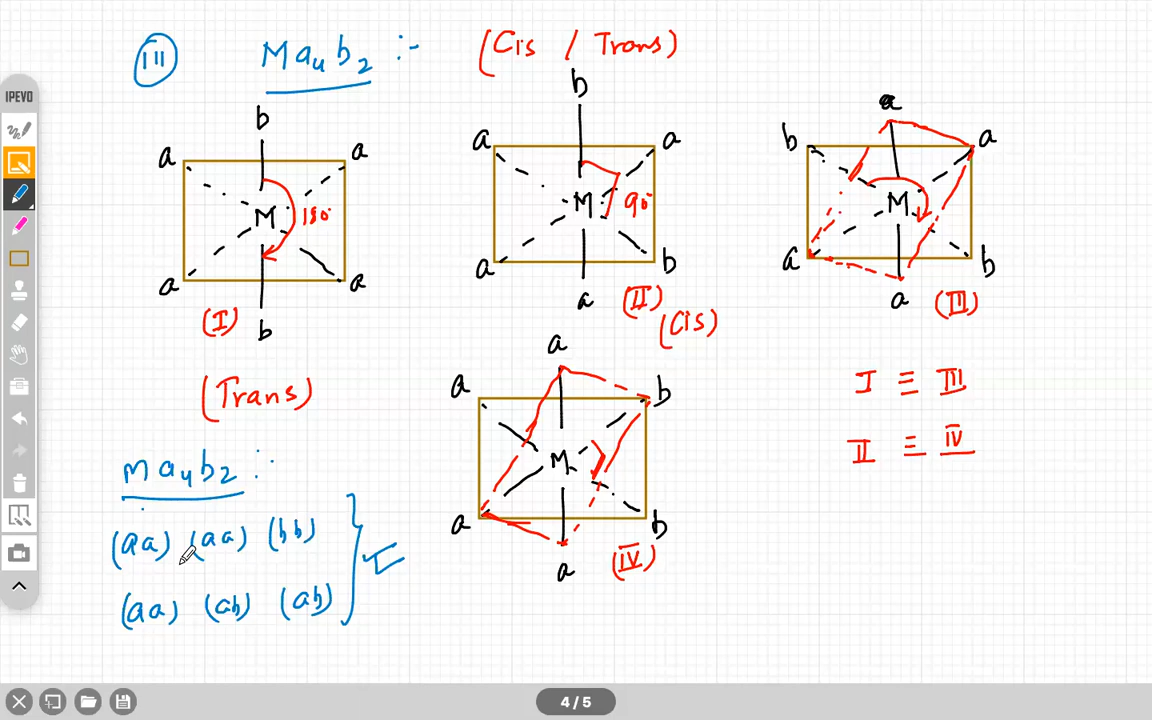 IPEVO
III Ma₄b₂ :- (Cis / Trans)
b
a a
M 180°
a a
b
(I)
(Trans)
b
a a
M 90°
a b
a
(II)
(Cis)
a
b a
M
a b
a
(III)
a
a b
M
a b
a
(IV)
I ≡ III
II ≡ IV
Ma₄b₂ :
(aa) (aa) (bb)
(aa) (ab) (ab)
4 / 5